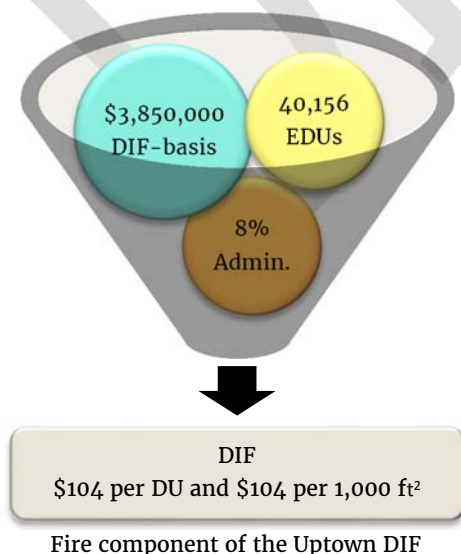 $3,850,000
DIF-basis
40,156
EDUs
8%
Admin.
DIF
$104 per DU and $104 per 1,000 ft²
Fire component of the Uptown DIF